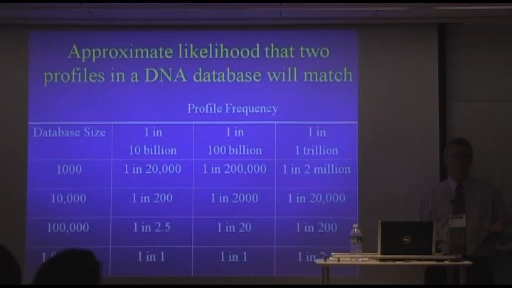 Approximate likelihood that two
profiles in a DNA database will match
Profile Frequency
Database Size 1 in 1 in 1 in
10 billion 100 billion 1 trillion
1000 1 in 20,000 1 in 200,000 1 in 2 million
10,000 1 in 200 1 in 2000 1 in 20,000
100,000 1 in 2.5 1 in 20 1 in 200
1 in 1 1 in 1 1 in